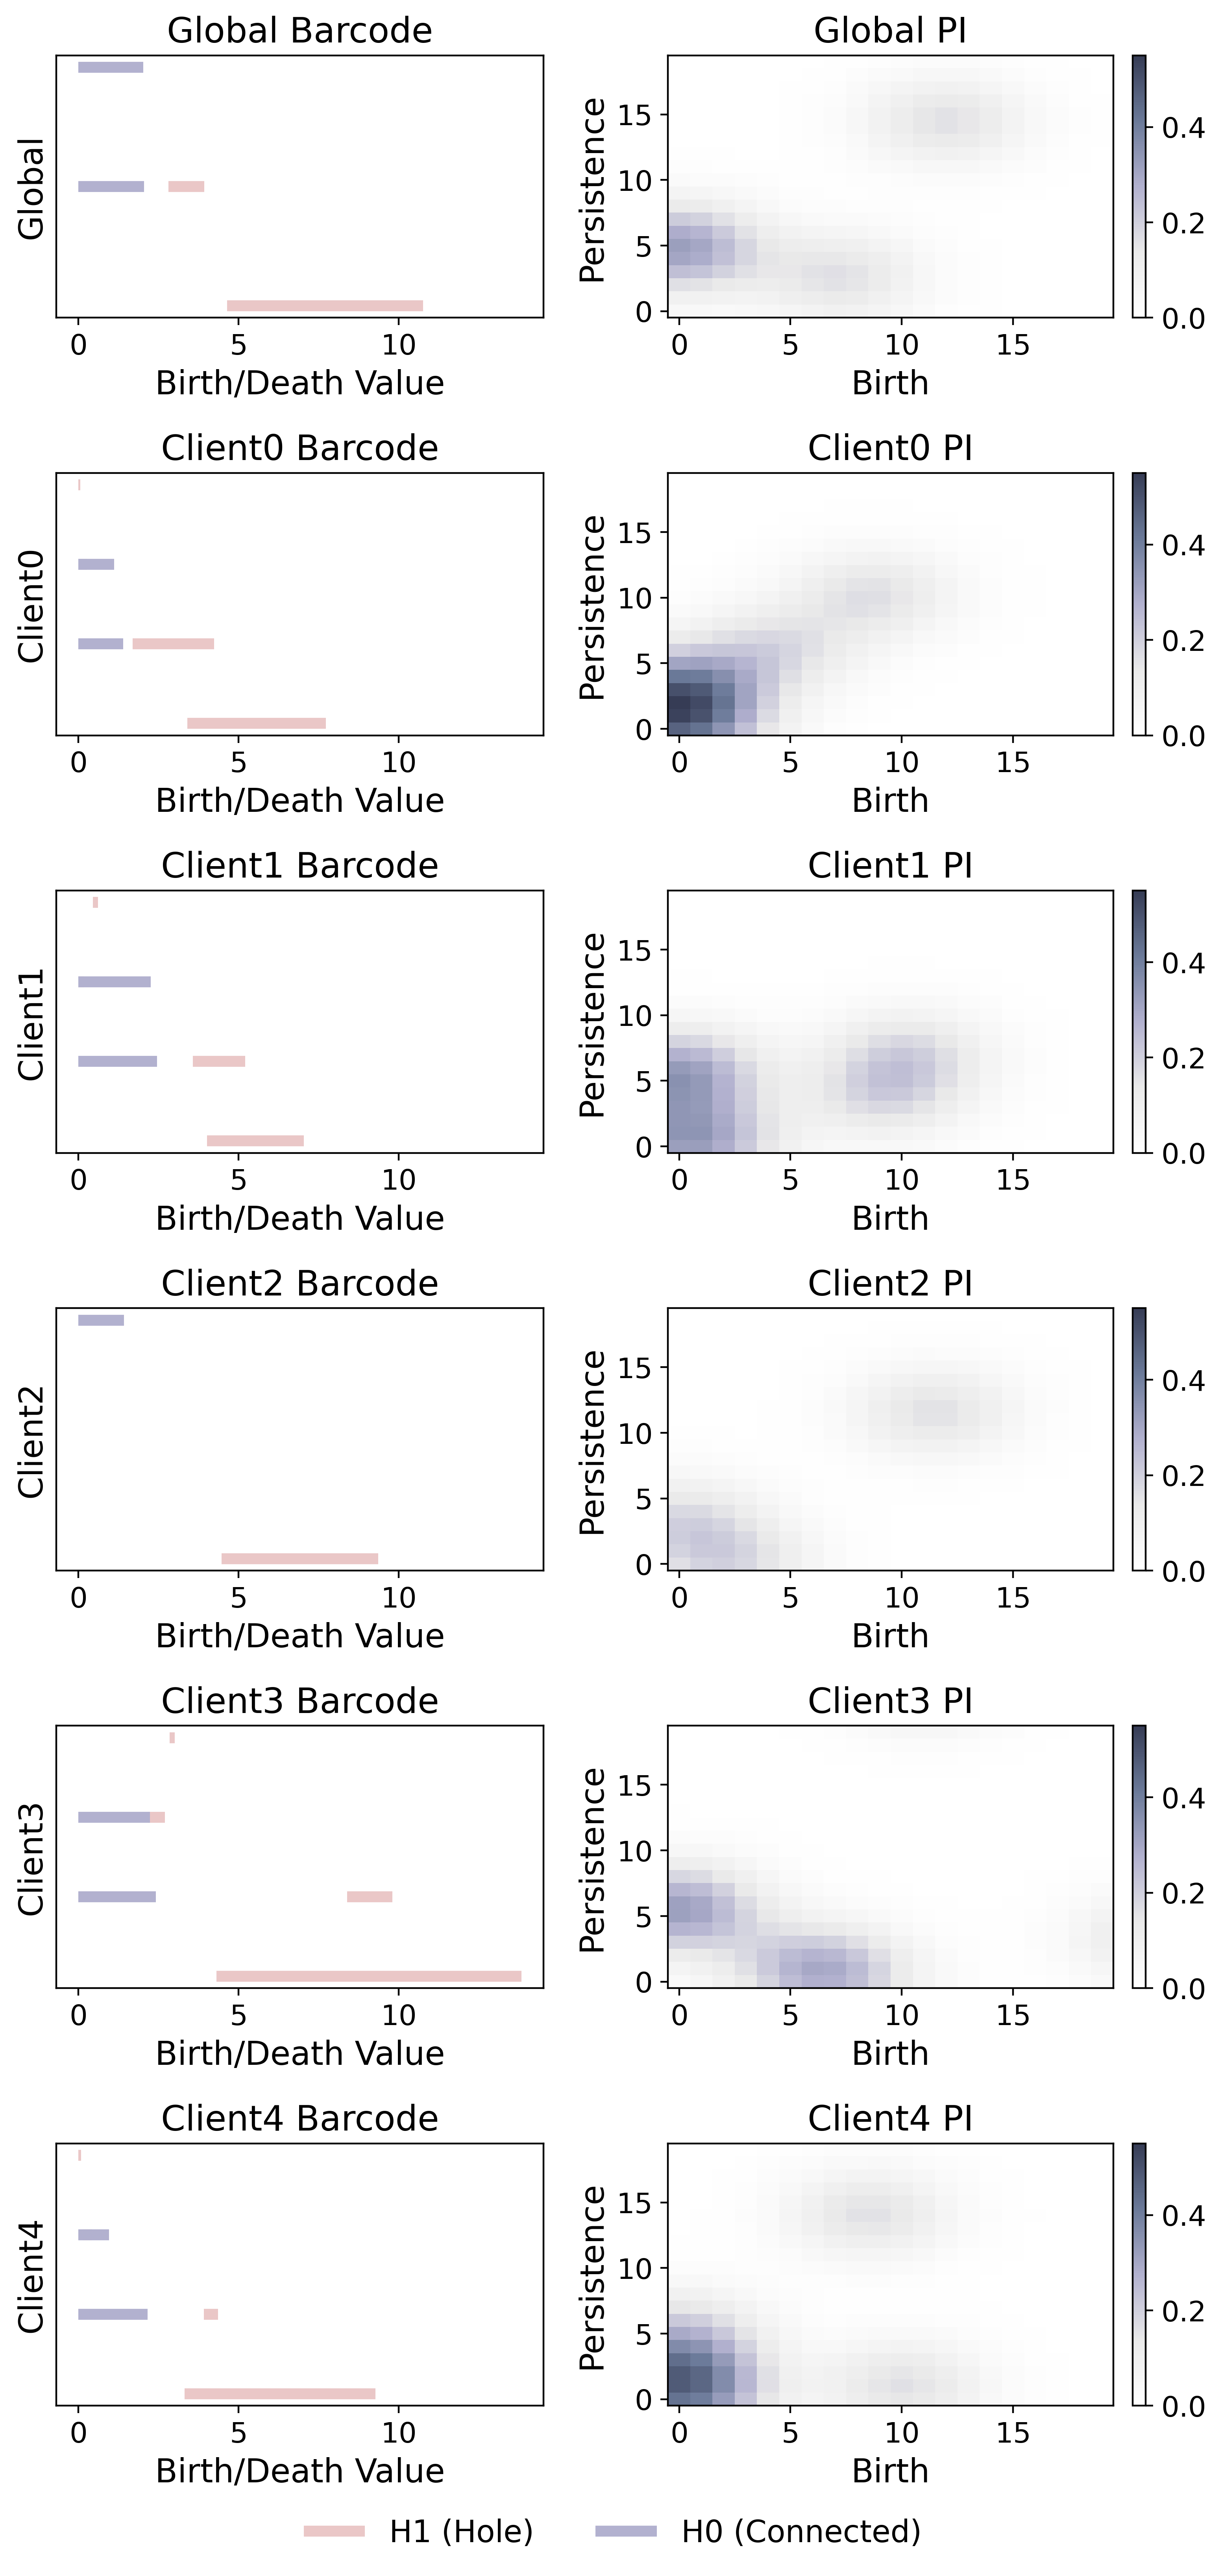 Global Barcode
Global PI
Global
0 5 10
Birth/Death Value
Persistence
15
10
5
0
0 5 10 15
Birth
0.4
0.2
0.0
Client0 Barcode
Client0 PI
Client0
0 5 10
Birth/Death Value
Persistence
15
10
5
0
0 5 10 15
Birth
0.4
0.2
0.0
Client1 Barcode
Client1 PI
Client1
0 5 10
Birth/Death Value
Persistence
15
10
5
0
0 5 10 15
Birth
0.4
0.2
0.0
Client2 Barcode
Client2 PI
Client2
0 5 10
Birth/Death Value
Persistence
15
10
5
0
0 5 10 15
Birth
0.4
0.2
0.0
Client3 Barcode
Client3 PI
Client3
0 5 10
Birth/Death Value
Persistence
15
10
5
0
0 5 10 15
Birth
0.4
0.2
0.0
Client4 Barcode
Client4 PI
Client4
0 5 10
Birth/Death Value
Persistence
15
10
5
0
0 5 10 15
Birth
0.4
0.2
0.0
H1 (Hole)
H0 (Connected)